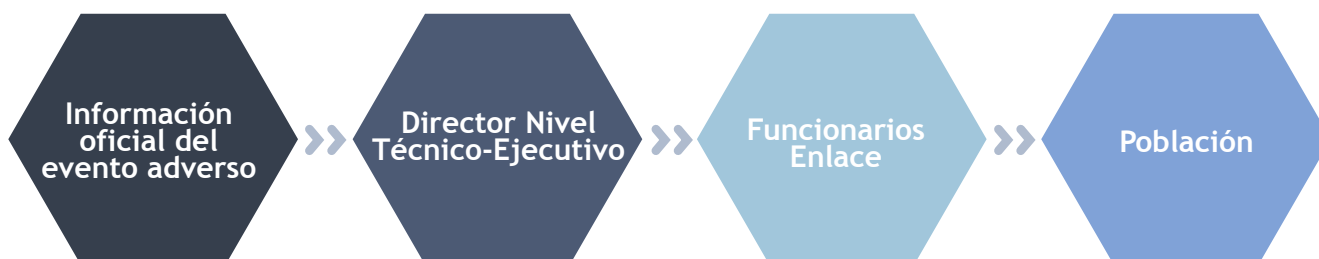 Información
oficial del
evento adverso
Director Nivel
Técnico-Ejecutivo
Funcionarios
Enlace
Población